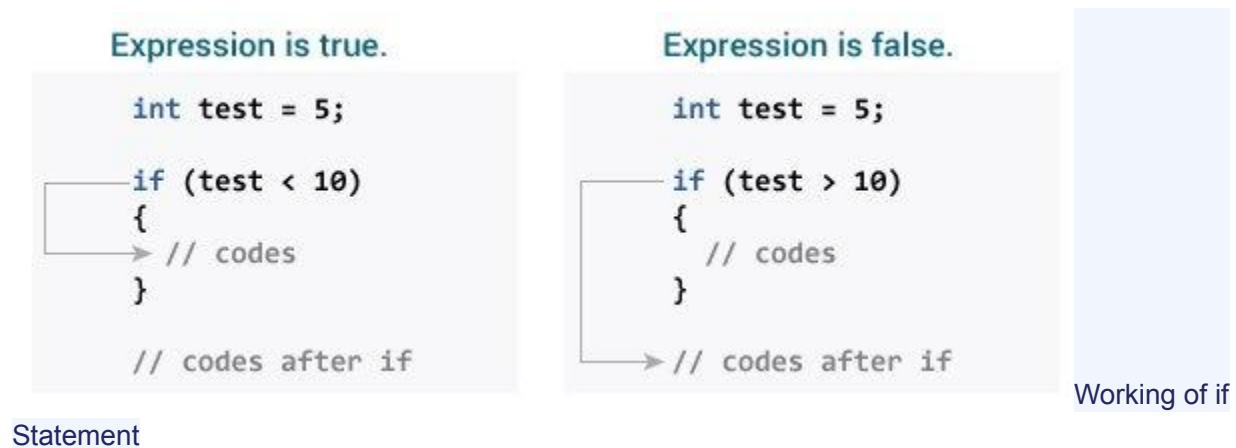 Expression is true.
int test = 5;
if (test < 10)
{
// codes
}
// codes after if
Expression is false.
int test = 5;
if (test > 10)
{
// codes
}
// codes after if
Working of if
Statement